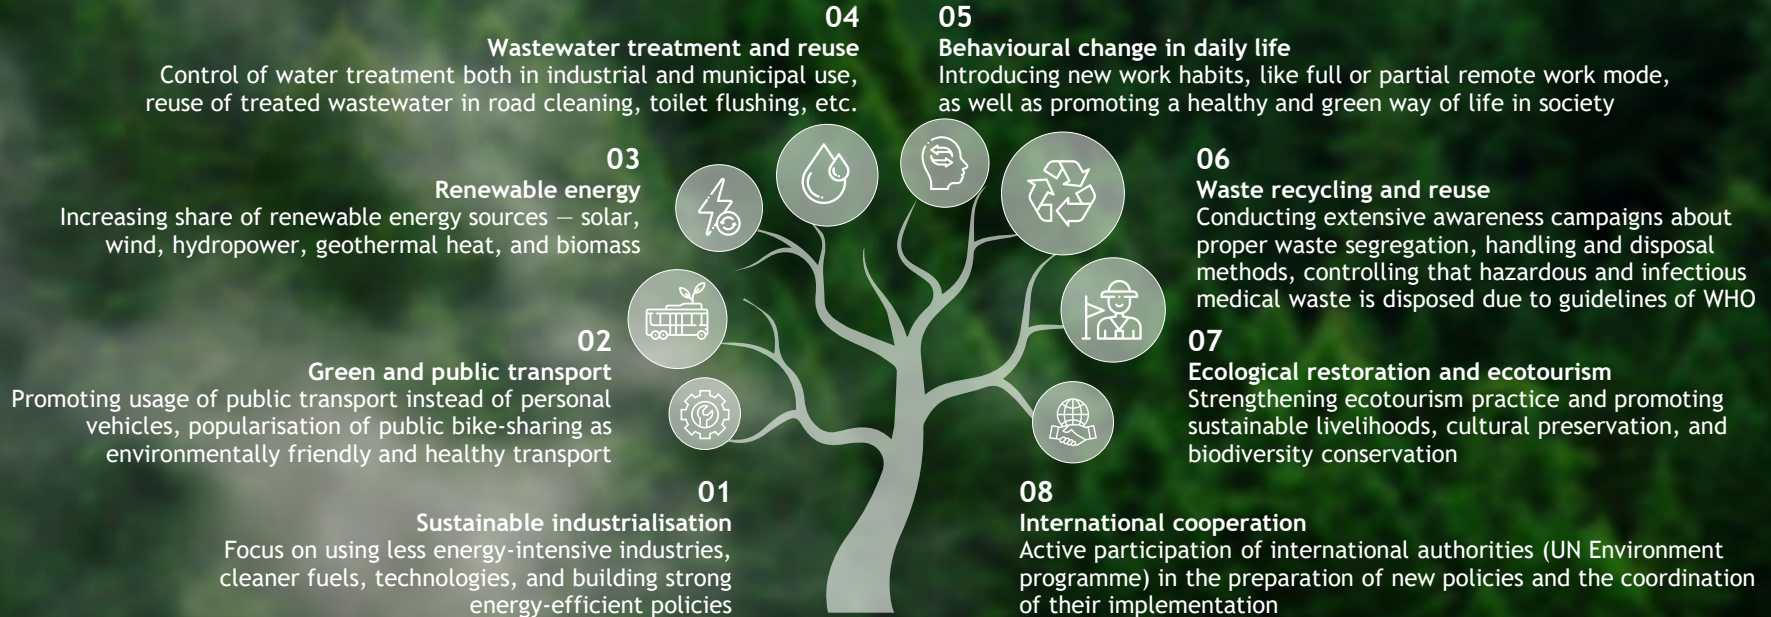 04
Wastewater treatment and reuse
Control of water treatment both in industrial and municipal use,
reuse of treated wastewater in road cleaning, toilet flushing, etc.
05
Behavioural change in daily life
Introducing new work habits, like full or partial remote work mode,
as well as promoting a healthy and green way of life in society
03
Renewable energy
Increasing share of renewable energy sources — solar,
wind, hydropower, geothermal heat, and biomass
06
Waste recycling and reuse
Conducting extensive awareness campaigns about
proper waste segregation, handling and disposal
methods, controlling that hazardous and infectious
medical waste is disposed due to guidelines of WHO
02
Green and public transport
Promoting usage of public transport instead of personal
vehicles, popularisation of public bike-sharing as
environmentally friendly and healthy transport
07
Ecological restoration and ecotourism
Strengthening ecotourism practice and promoting
sustainable livelihoods, cultural preservation, and
biodiversity conservation
01
Sustainable industrialisation
Focus on using less energy-intensive industries,
cleaner fuels, technologies, and building strong
energy-efficient policies
08
International cooperation
Active participation of international authorities (UN Environment
programme) in the preparation of new policies and the coordination
of their implementation